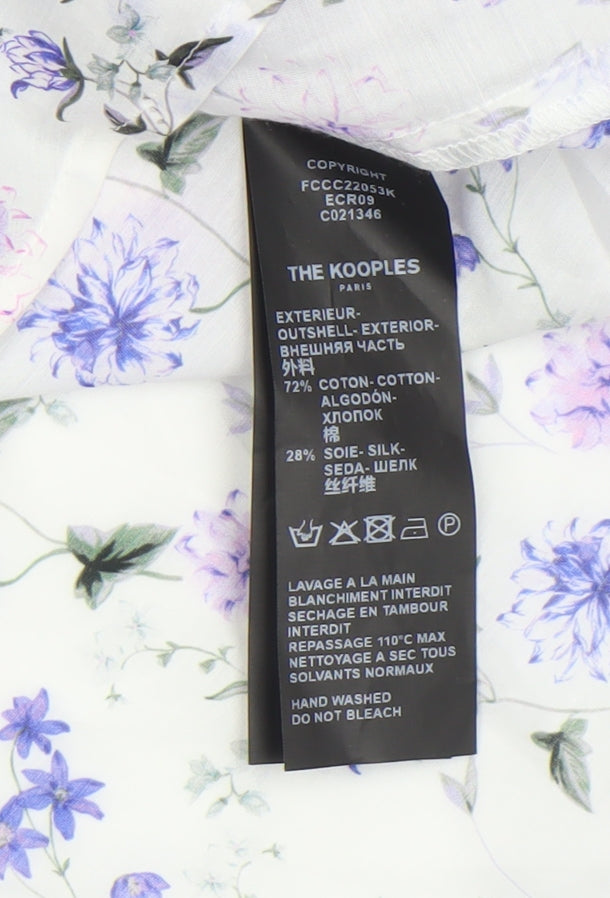 COPYRIGHT
FCCC22053K
ECR09
C021346
THE KOOPLES
PARIS
EXTERIEUR-
OUTSHELL- EXTERIOR-
ВНЕШНЯЯ ЧАСТЬ
外料
72% COTON- COTTON-
ALGODÓN-
ХЛОПОК
棉
28% SOIE- SILK-
SEDA- ШЕЛК
丝纤维
P
LAVAGE A LA MAIN
BLANCHIMENT INTERDIT
SECHAGE EN TAMBOUR
INTERDIT
REPASSAGE 110°C MAX
NETTOYAGE A SEC TOUS
SOLVANTS NORMAUX
HAND WASHED
DO NOT BLEACH